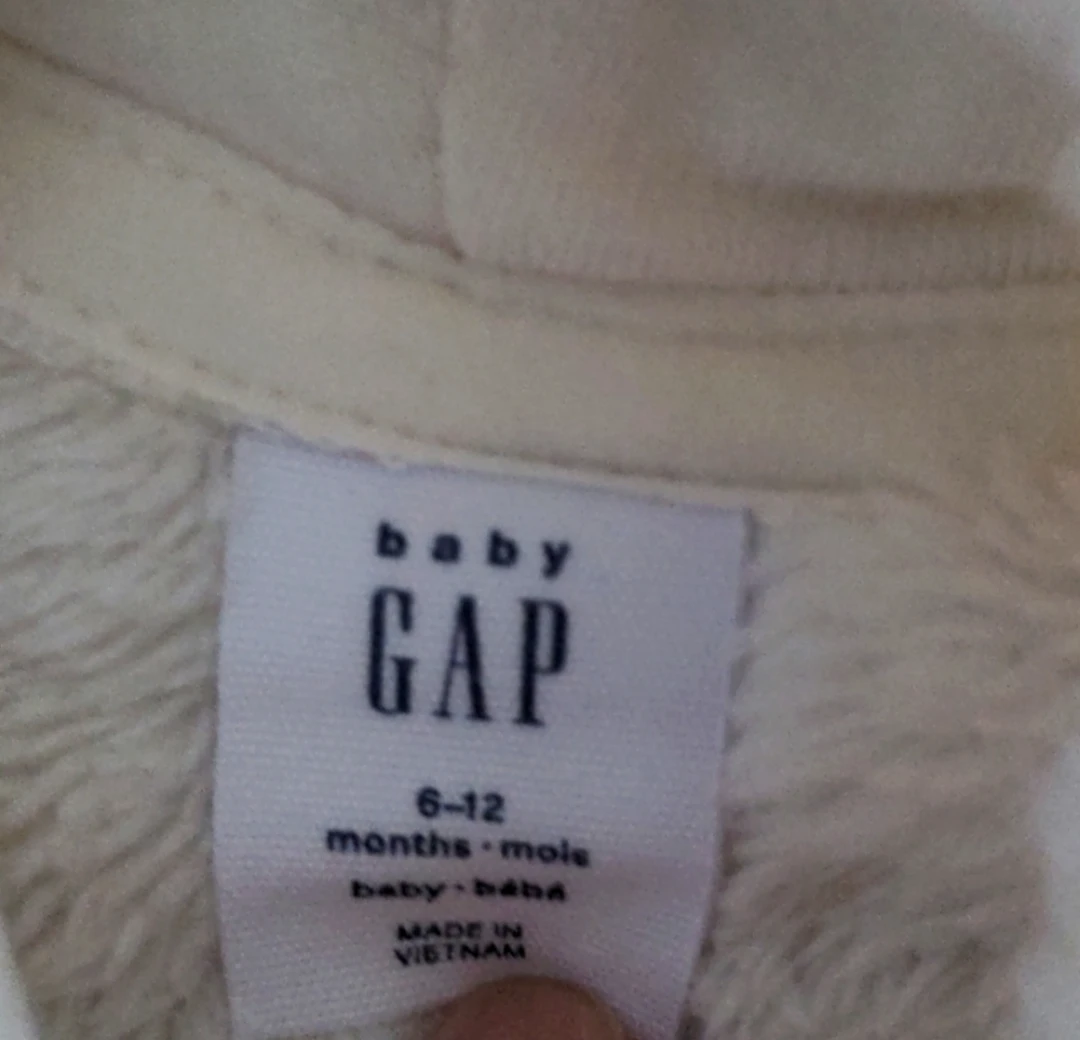 baby
GAP
6–12
months · mois
baby · bébé
MADE IN
VIETNAM